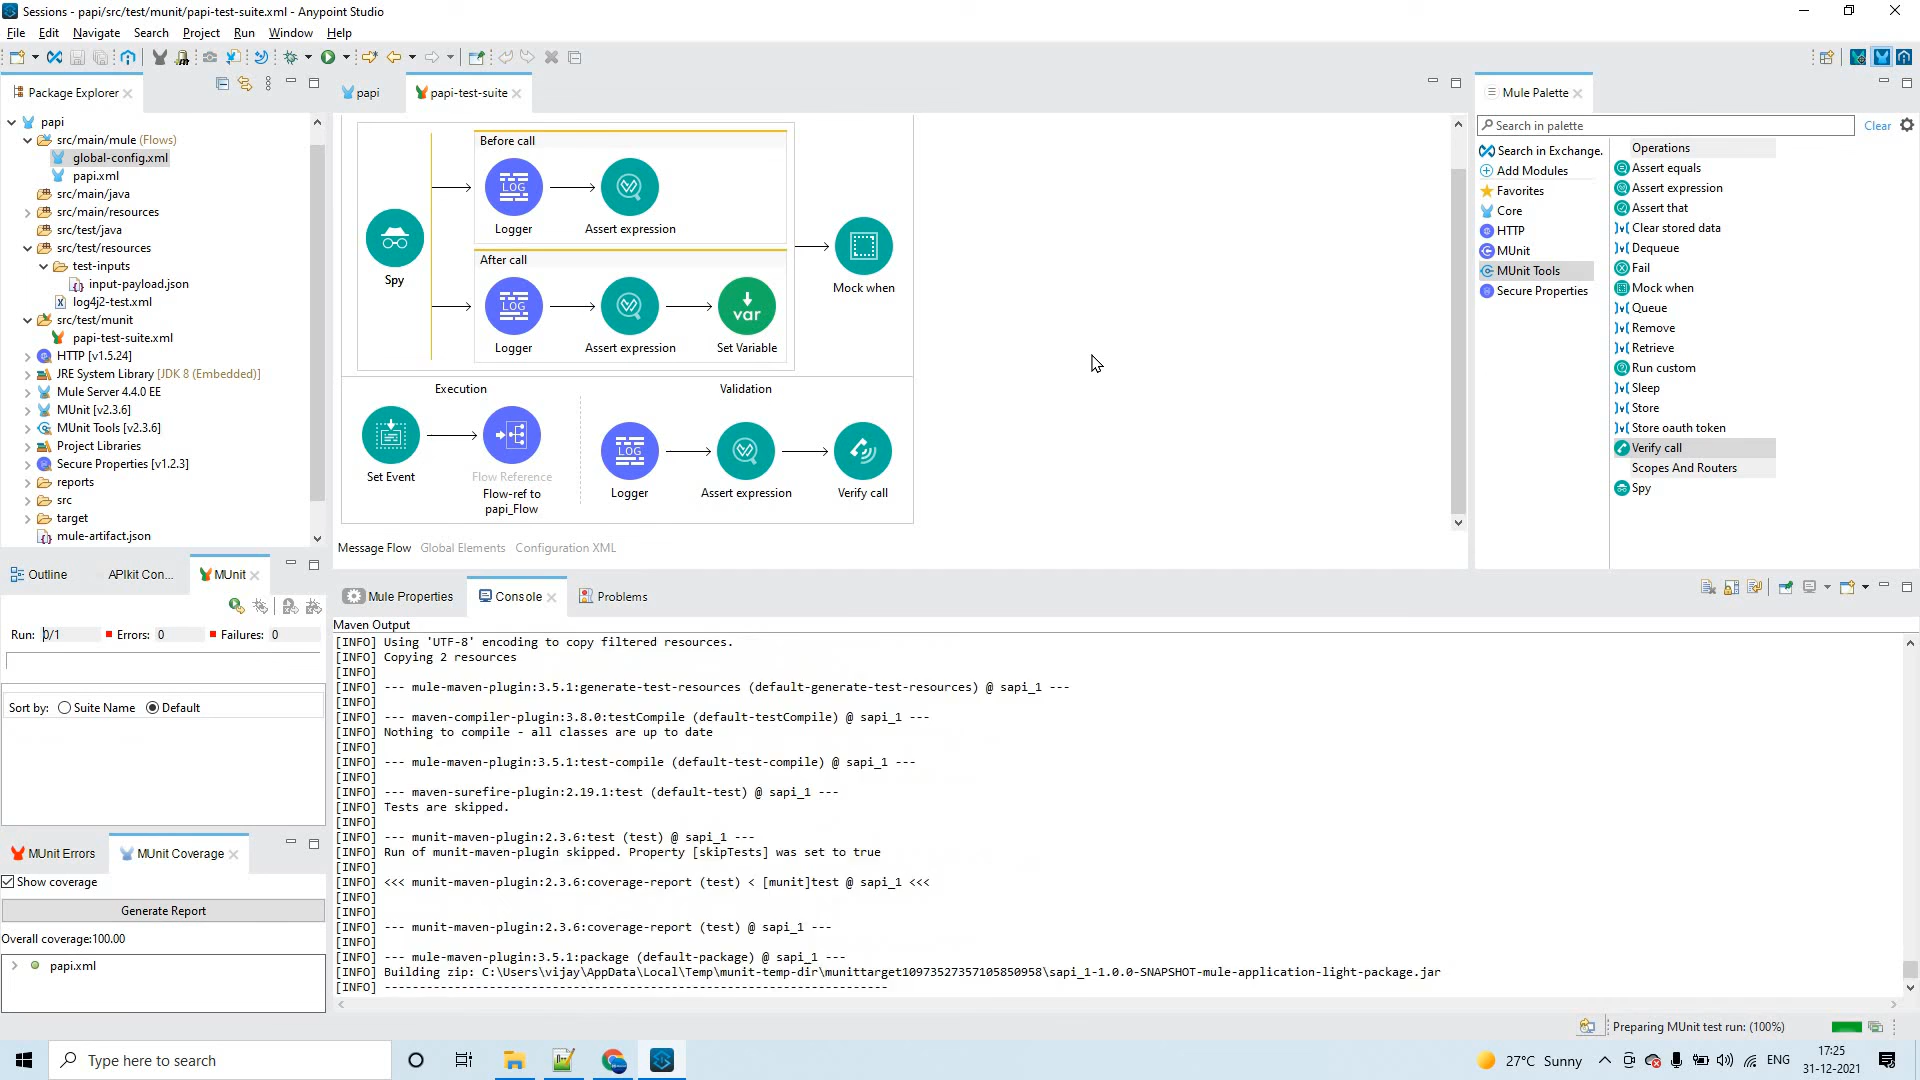 Sessions - papi/src/test/munit/papi-test-suite.xml - Anypoint Studio
File Edit Navigate Search Project Run Window Help
Package Explorer
papi
src/main/mule (Flows)
global-config.xml
papi.xml
src/main/java
src/main/resources
src/test/java
src/test/resources
test-inputs
input-payload.json
log4j2-test.xml
src/test/munit
papi-test-suite.xml
HTTP [v1.5.24]
JRE System Library [JDK 8 (Embedded)]
Mule Server 4.4.0 EE
MUnit [v2.3.6]
MUnit Tools [v2.3.6]
Project Libraries
Secure Properties [v1.2.3]
reports
src
target
mule-artifact.json
papi
papi-test-suite
Before call
LOG
Logger
Assert expression
Spy
After call
LOG
Logger
Assert expression
var
Set Variable
Mock when
Execution
Validation
Set Event
Flow Reference
Flow-ref to
papi_Flow
LOG
Logger
Assert expression
Verify call
Message Flow Global Elements Configuration XML
Mule Palette
Search in palette
Clear
Search in Exchange.
Add Modules
Favorites
Core
HTTP
MUnit
MUnit Tools
Secure Properties
Operations
Assert equals
Assert expression
Assert that
Clear stored data
Dequeue
Fail
Mock when
Queue
Remove
Retrieve
Run custom
Sleep
Store
Store oauth token
Verify call
Scopes And Routers
Spy
Outline
APIkit Con...
MUnit
Run: 0/1 Errors: 0 Failures: 0
Sort by: Suite Name Default
MUnit Errors
MUnit Coverage
Show coverage
Generate Report
Overall coverage:100.00
papi.xml
Mule Properties
Console
Problems
Maven Output
[INFO] Using 'UTF-8' encoding to copy filtered resources.
[INFO] Copying 2 resources
[INFO]
[INFO] --- mule-maven-plugin:3.5.1:generate-test-resources (default-generate-test-resources) @ sapi_1 ---
[INFO]
[INFO] --- maven-compiler-plugin:3.8.0:testCompile (default-testCompile) @ sapi_1 ---
[INFO] Nothing to compile - all classes are up to date
[INFO]
[INFO] --- mule-maven-plugin:3.5.1:test-compile (default-test-compile) @ sapi_1 ---
[INFO]
[INFO] --- maven-surefire-plugin:2.19.1:test (default-test) @ sapi_1 ---
[INFO] Tests are skipped.
[INFO]
[INFO] --- munit-maven-plugin:2.3.6:test (test) @ sapi_1 ---
[INFO] Run of munit-maven-plugin skipped. Property [skipTests] was set to true
[INFO]
[INFO] <<< munit-maven-plugin:2.3.6:coverage-report (test) < [munit]test @ sapi_1 <<<
[INFO]
[INFO]
[INFO] --- munit-maven-plugin:2.3.6:coverage-report (test) @ sapi_1 ---
[INFO]
[INFO] --- mule-maven-plugin:3.5.1:package (default-package) @ sapi_1 ---
[INFO] Building zip: C:\Users\vijay\AppData\Local\Temp\munit-temp-dir\munittarget10973527357105850958\sapi_1-1.0.0-SNAPSHOT-mule-application-light-package.jar
[INFO] ------------------------------------------------------------------------
Preparing MUnit test run: (100%)
Type here to search
27°C Sunny
ENG
17:25
31-12-2021